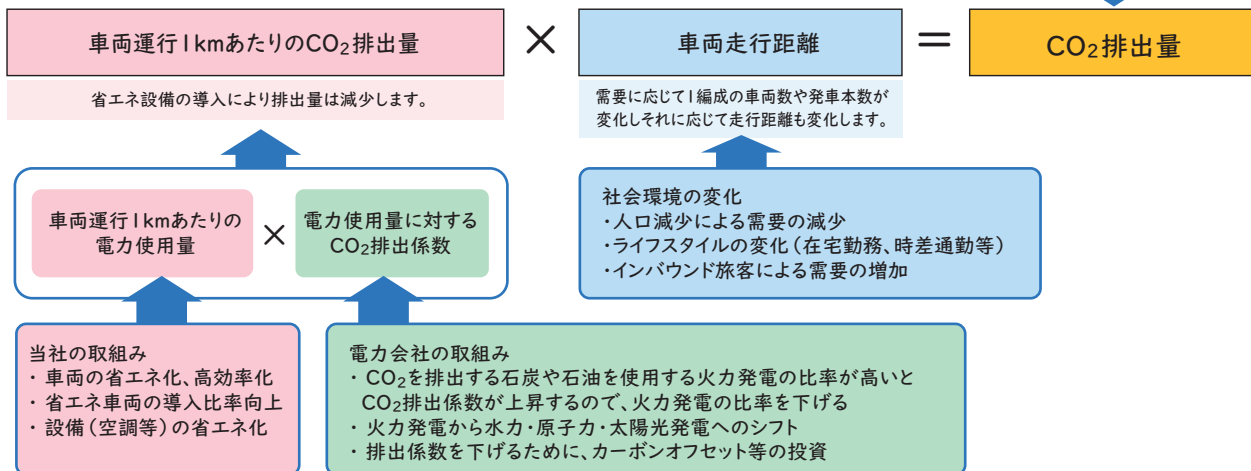 車両運行1kmあたりのCO₂排出量
×
車両走行距離
=
CO₂排出量
省エネ設備の導入により排出量は減少します。
需要に応じて1編成の車両数や発車本数が
変化しそれに応じて走行距離も変化します。
車両運行1kmあたりの
電力使用量
×
電力使用量に対する
CO₂排出係数
社会環境の変化
・人口減少による需要の減少
・ライフスタイルの変化(在宅勤務、時差通勤等)
・インバウンド旅客による需要の増加
当社の取組み
・ 車両の省エネ化、高効率化
・ 省エネ車両の導入比率向上
・ 設備(空調等)の省エネ化
電力会社の取組み
・ CO₂を排出する石炭や石油を使用する火力発電の比率が高いと
CO₂排出係数が上昇するので、火力発電の比率を下げる
・ 火力発電から水力・原子力・太陽光発電へのシフト
・ 排出係数を下げるために、カーボンオフセット等の投資